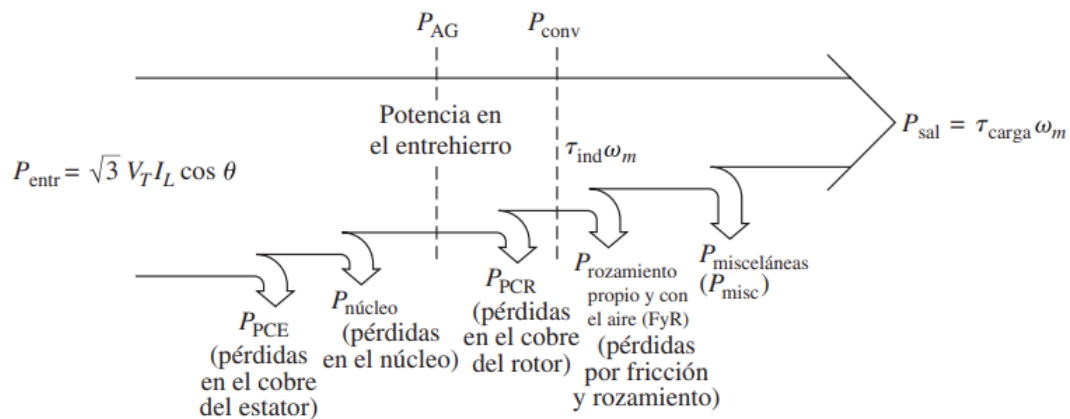 P_AG
P_conv
Potencia en
el entrehierro
τ_ind ω_m
P_sal = τ_carga ω_m
P_entr = √3 V_T I_L cos θ
P_PCE
(pérdidas
en el cobre
del estator)
P_núcleo
(pérdidas
en el núcleo)
P_PCR
(pérdidas
en el cobre
del rotor)
P_rozamiento
propio y con
el aire (FyR)
(pérdidas
por fricción
y rozamiento)
P_misceláneas
(P_misc)